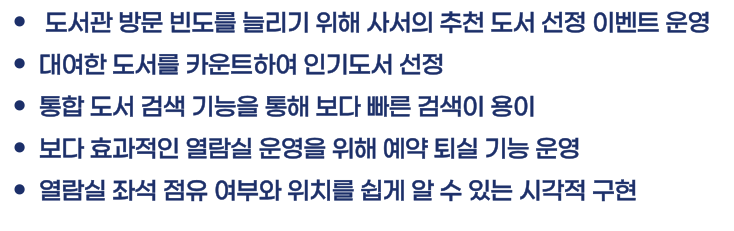 • 도서관 방문 빈도를 늘리기 위해 사서의 추천 도서 선정 이벤트 운영
• 대여한 도서를 카운트하여 인기도서 선정
• 통합 도서 검색 기능을 통해 보다 빠른 검색이 용이
• 보다 효과적인 열람실 운영을 위해 예약 퇴실 기능 운영
• 열람실 좌석 점유 여부와 위치를 쉽게 알 수 있는 시각적 구현